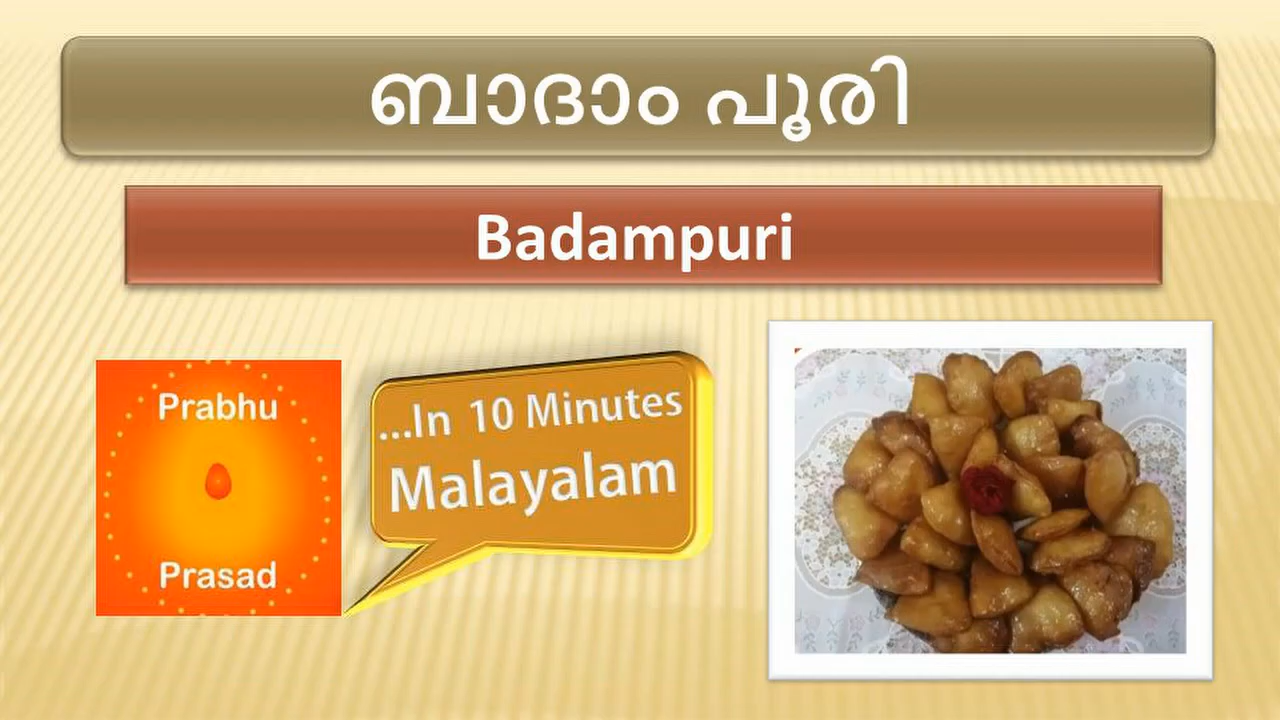 ബാദാം പൂരി
Badampuri
Prabhu
Prasad
...In 10 Minutes
Malayalam